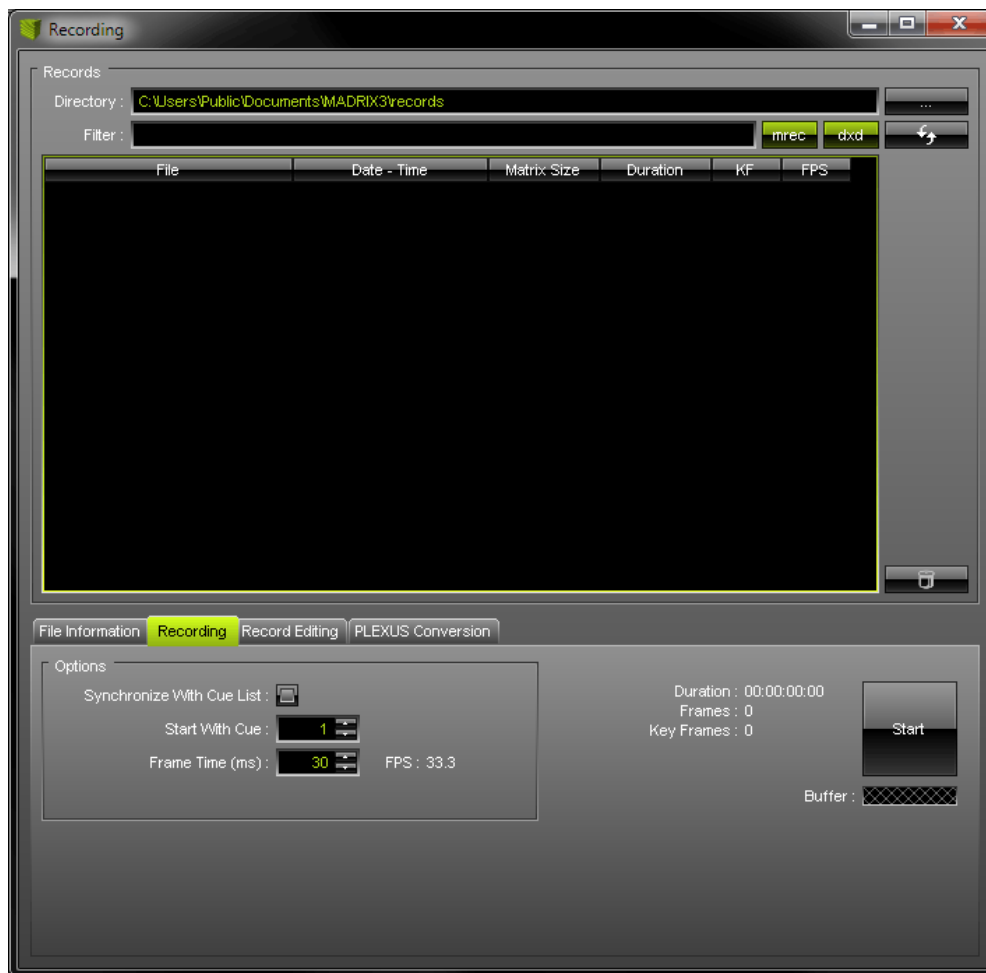 Recording
Records
Directory : C:\Users\Public\Documents\MADRIX3\records ...
Filter : mrec dxd
File Date - Time Matrix Size Duration KF FPS
File Information Recording Record Editing PLEXUS Conversion
Options
Synchronize With Cue List :
Start With Cue : 1
Frame Time (ms) : 30 FPS : 33.3
Duration : 00:00:00:00
Frames : 0
Key Frames : 0
Start
Buffer :